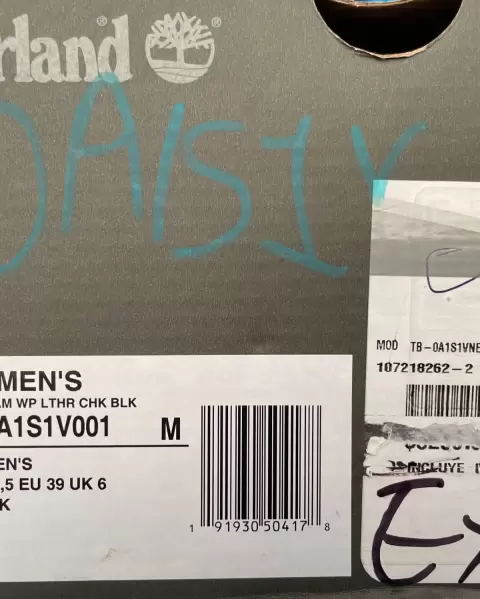 rland®
DAISY
MOD TB-0A1S1VNE
107218262-2
MEN'S
AM WP LTHR CHK BLK
A1S1V001 M
EN'S
,5 EU 39 UK 6
K
1 91930 50417 8
INCLUYE
EX